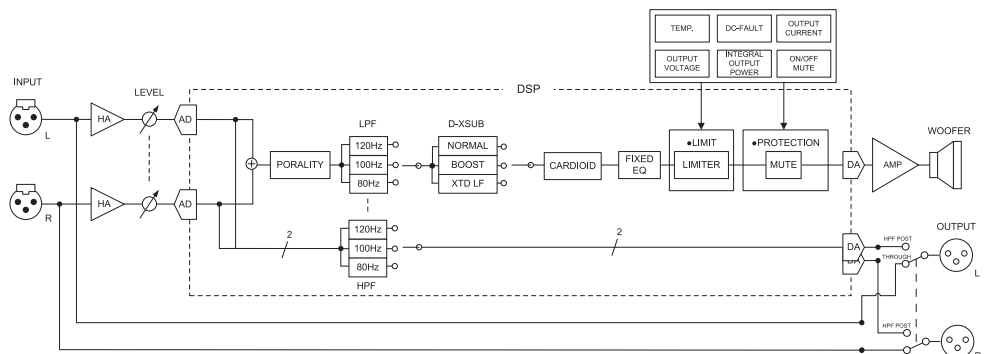 TEMP.
DC-FAULT
OUTPUT
CURRENT
OUTPUT
VOLTAGE
INTEGRAL
OUTPUT
POWER
ON/OFF
MUTE
INPUT
LEVEL
DSP
L
HA
AD
LPF
120Hz
100Hz
80Hz
D-XSUB
NORMAL
BOOST
XTD LF
PORALITY
CARDIOID
FIXED
EQ
●LIMIT
LIMITER
●PROTECTION
MUTE
DA
AMP
WOOFER
R
HA
AD
2
120Hz
100Hz
80Hz
HPF
2
DA
DA
HPF POST
THROUGH
OUTPUT
L
HPF POST
R